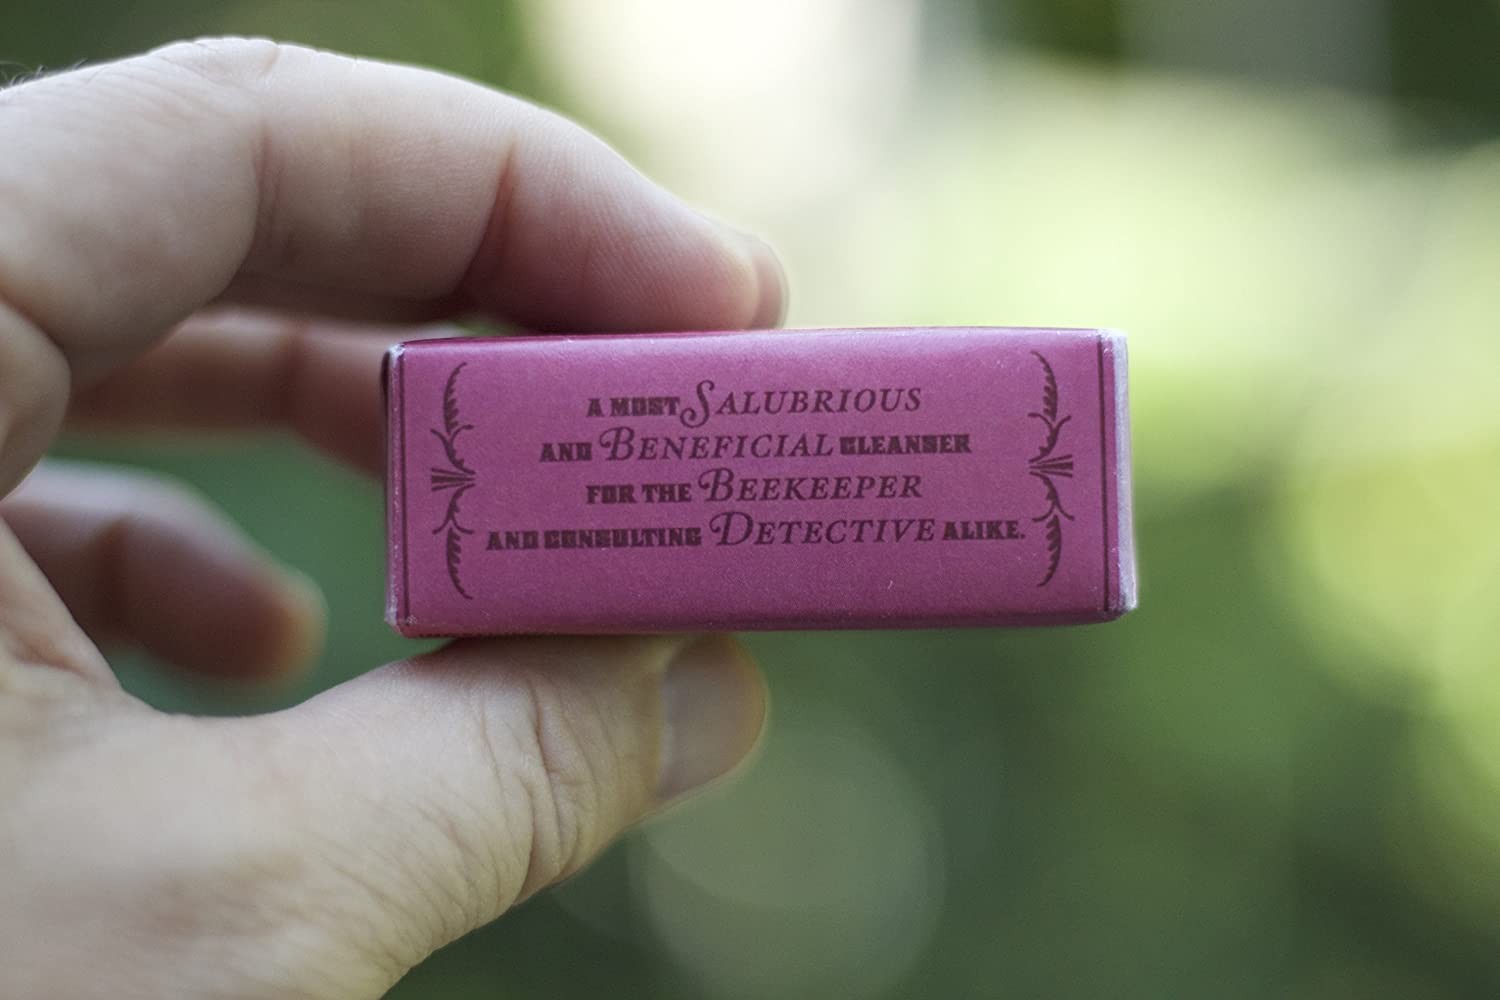 A MOST SALUBRIOUS
AND BENEFICIAL CLEANSER
FOR THE BEEKEEPER
AND CONSULTING DETECTIVE ALIKE.